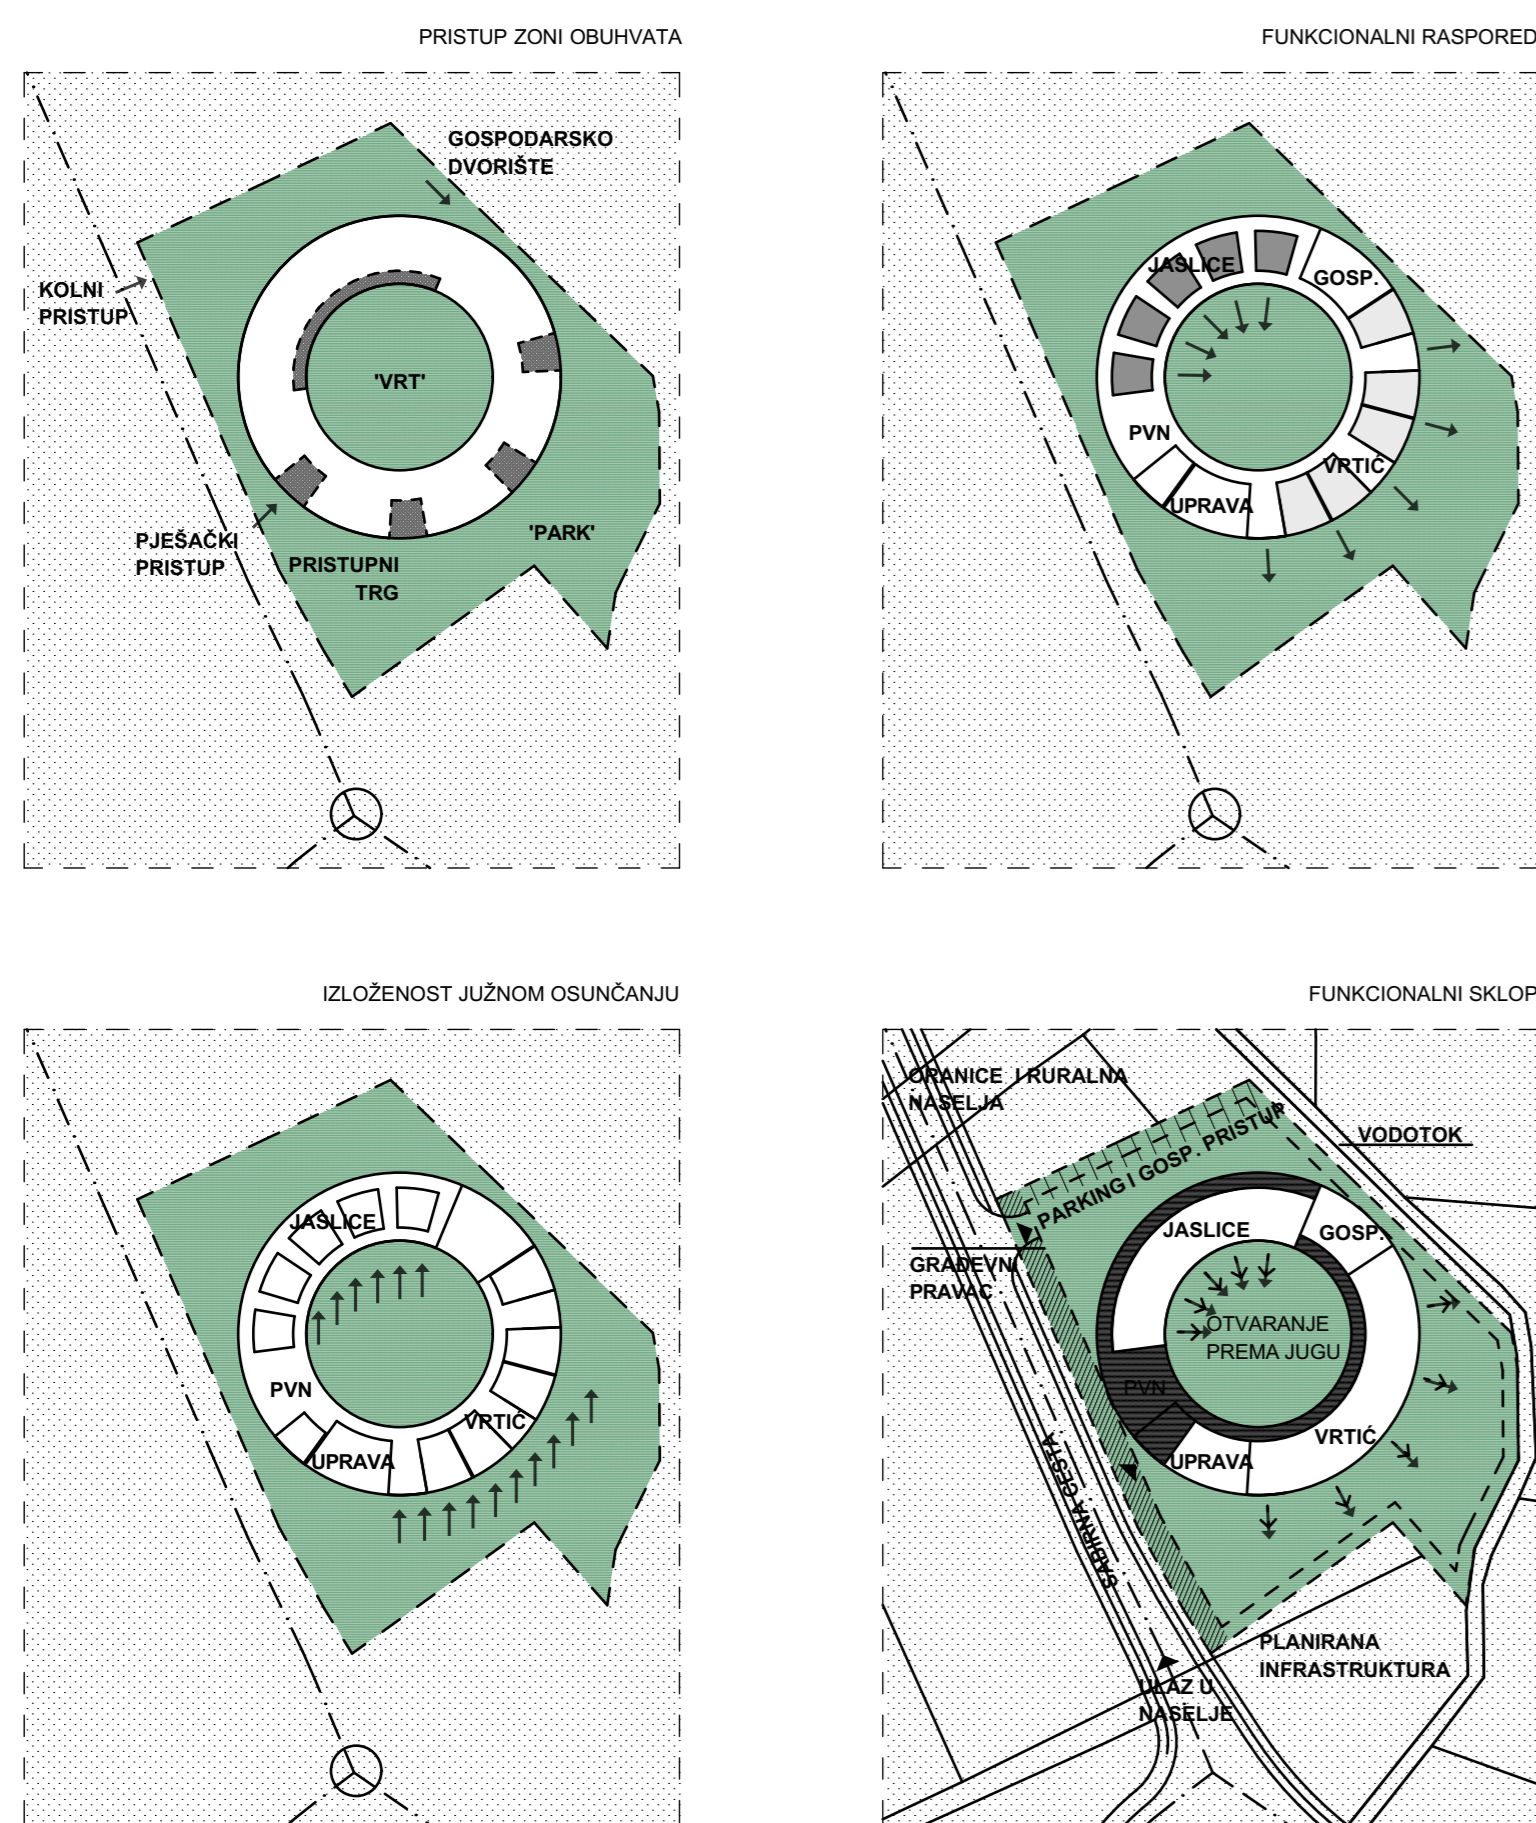 PRISTUP ZONI OBUHVATA
GOSPODARSKO
DVORIŠTE
KOLNI
PRISTUP
'VRT'
PJEŠAČKI
PRISTUP
PRISTUPNI
TRG
'PARK'
FUNKCIONALNI RASPORED
JASLICE
GOSP.
PVN
VRTIĆ
UPRAVA
IZLOŽENOST JUŽNOM OSUNČANJU
JASLICE
PVN
VRTIĆ
UPRAVA
FUNKCIONALNI SKLOP
ORANICE I RURALNA
NASELJA
PARKING I GOSP. PRISTUP
VODOTOK
JASLICE
GOSP.
GRAĐEVNI
PRAVAC
OTVARANJE
PREMA JUGU
PVN
VRTIĆ
UPRAVA
SABIRNA CESTA
PLANIRANA
INFRASTRUKTURA
ULAZ U
NASELJE